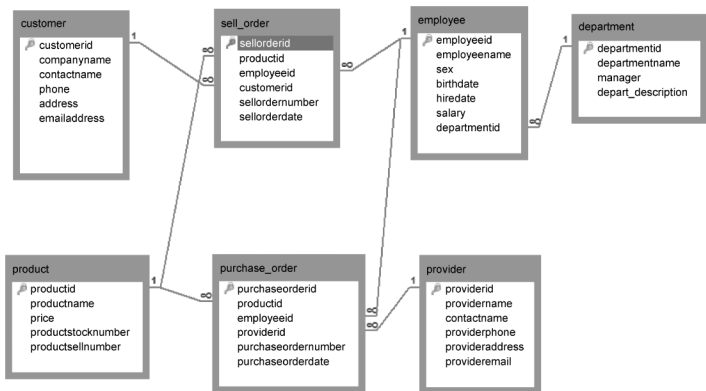 customer
customerid
companyname
contactname
phone
address
emailaddress
1
sell_order
sellorderid
productid
employeeid
customerid
sellordernumber
sellorderdate
∞
∞
∞
employee
employeeid
employeename
sex
birthdate
hiredate
salary
departmentid
1
∞
department
departmentid
departmentname
manager
depart_description
1
product
productid
productname
price
productstocknumber
productsellnumber
1
purchase_order
purchaseorderid
productid
employeeid
providerid
purchaseordernumber
purchaseorderdate
∞
∞
∞
provider
providerid
providername
contactname
providerphone
provideraddress
provideremail
1